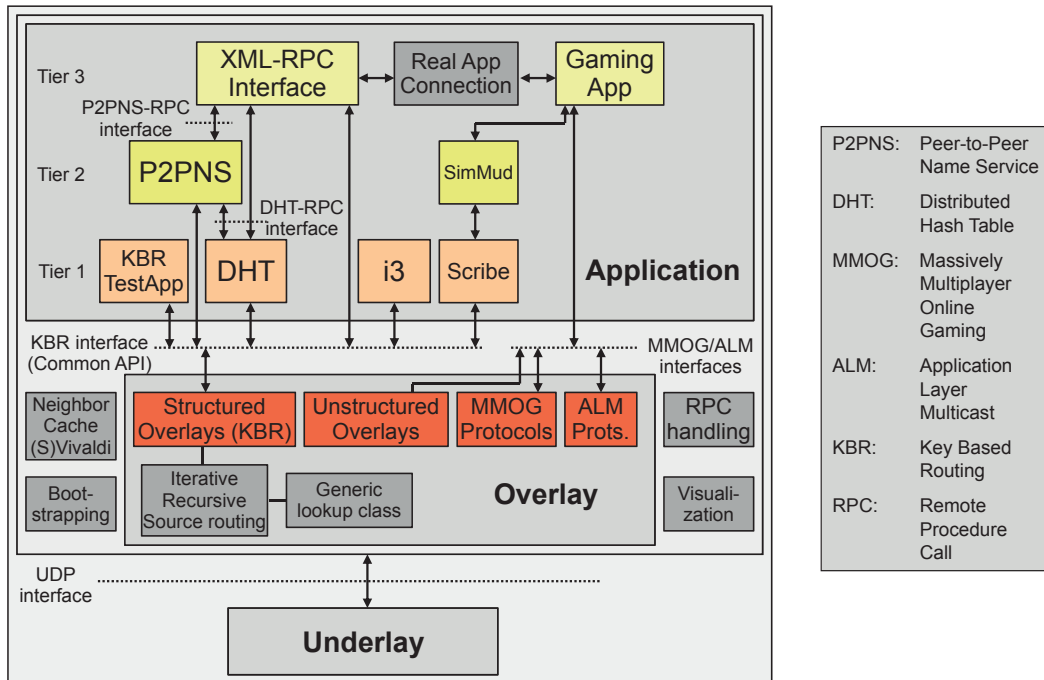 Tier 3
XML-RPC
Interface
Real App
Connection
Gaming
App
P2PNS-RPC
interface
Tier 2
P2PNS
SimMud
DHT-RPC
interface
Tier 1
KBR
TestApp
DHT
i3
Scribe
Application
KBR interface
(Common API)
MMOG/ALM
interfaces
Neighbor
Cache
(S)Vivaldi
Structured
Overlays (KBR)
Unstructured
Overlays
MMOG
Protocols
ALM
Prots.
RPC
handling
Boot-
strapping
Iterative
Recursive
Source routing
Generic
lookup class
Overlay
Visuali-
zation
UDP
interface
Underlay
P2PNS: Peer-to-Peer
Name Service
DHT: Distributed
Hash Table
MMOG: Massively
Multiplayer
Online
Gaming
ALM: Application
Layer
Multicast
KBR: Key Based
Routing
RPC: Remote
Procedure
Call